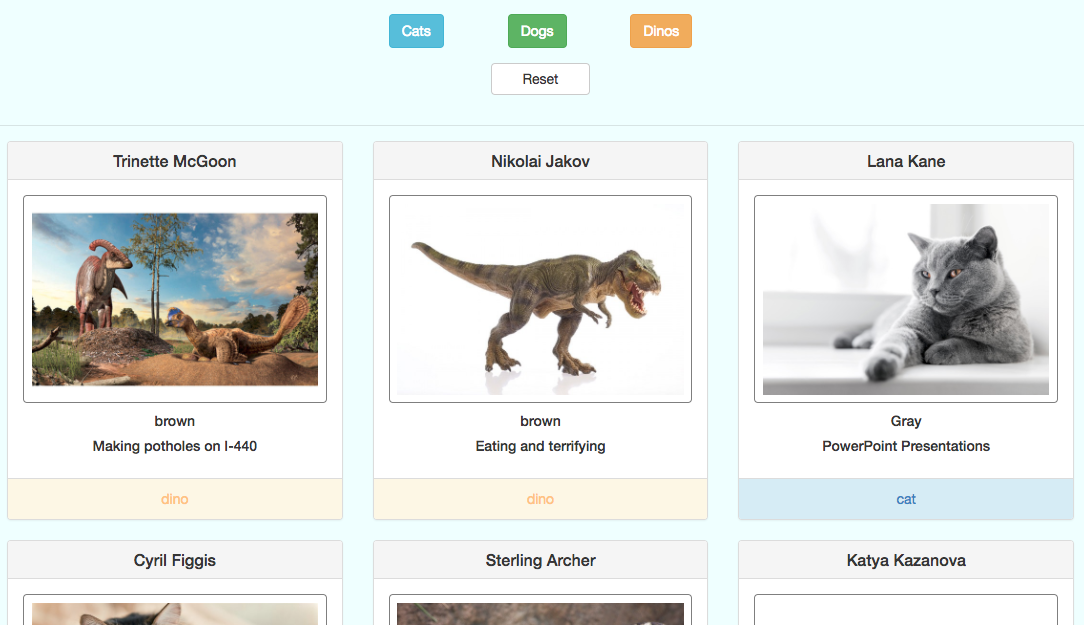 Cats Dogs Dinos
Reset
Trinette McGoon
Nikolai Jakov
Lana Kane
brown
Making potholes on I-440
dino
brown
Eating and terrifying
dino
Gray
PowerPoint Presentations
cat
Cyril Figgis
Sterling Archer
Katya Kazanova